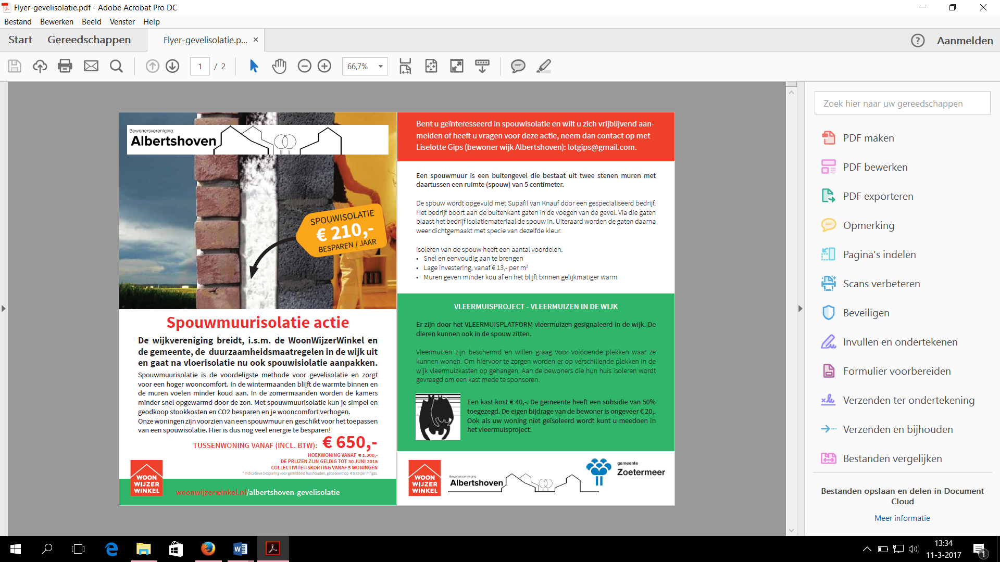 Flyer-gevelisolatie.pdf - Adobe Acrobat Pro DC
Bestand Bewerken Beeld Venster Help
Start Gereedschappen Flyer-gevelisolatie.p... × ? Aanmelden
1 / 2 66,7%
Bewonersvereniging
Albertshoven
SPOUWISOLATIE
€ 210,-
BESPAREN / JAAR
Spouwmuurisolatie actie
De wijkvereniging breidt, i.s.m. de WoonWijzerWinkel en
de gemeente, de duurzaamheidsmaatregelen in de wijk uit
en gaat na vloerisolatie nu ook spouwisiolatie aanpakken.
Spouwmuurisolatie is de voordeligste methode voor gevelisolatie en zorgt
voor een hoger wooncomfort. In de wintermaanden blijft de warmte binnen en
de muren voelen minder koud aan. In de zomermaanden worden de kamers
minder snel opgewarmd door de zon. Met spouwmuurisolatie kun je simpel en
geodkoop stookkosten en CO2 besparen en je wooncomfort verhogen.
Onze woningen zijn voorzien van een spouwmuur en geschikt voor het toepassen
van een spouwisolatie. Hier is dus nog veel energie te besparen!
TUSSENWONING VANAF (INCL. BTW): € 650,-
HOEKWONING VANAF € 1.300,-
DE PRIJZEN ZIJN GELDIG TOT 30 JUNI 2016
COLLECTIVITEITSKORTING VANAF 5 WONINGEN
* Indicatieve besparing voor gemiddeld huishouden, gebaseerd op € 0,65 per m³ gas.
WOON
WIJZER
WINKEL
woonwijzerwinkel.nl/albertshoven-gevelisolatie
Bent u geïnteresseerd in spouwisolatie en wilt u zich vrijblijvend aan-
melden of heeft u vragen voor deze actie, neem dan contact op met
Liselotte Gips (bewoner wijk Albertshoven): lotgips@gmail.com.
Een spouwmuur is een buitengevel die bestaat uit twee stenen muren met
daartussen een ruimte (spouw) van 5 centimeter.
De spouw wordt opgevuld met Supafil van Knauf door een gespecialiseerd bedrijf.
Het bedrijf boort aan de buitenkant gaten in de voegen van de gevel. Via die gaten
blaast het bedrijf isolatiemateriaal de spouw in. Uiteraard worden de gaten daarna
weer dichtgemaakt met specie van dezelfde kleur.
Isoleren van de spouw heeft een aantal voordelen:
• Snel en eenvoudig aan te brengen
• Lage investering, vanaf € 13,- per m²
• Muren geven minder kou af en het blijft binnen gelijkmatiger warm
VLEERMUISPROJECT - VLEERMUIZEN IN DE WIJK
Er zijn door het VLEERMUISPLATFORM vleermuizen gesignaleerd in de wijk. De
dieren kunnen ook in de spouw zitten.
Vleermuizen zijn beschermd en willen graag voor voldoende plekken waar ze
kunnen wonen. Om hiervoor te zorgen worden er op verschillende plekken in de
wijk vleermuizkasten op gehangen. Aan de bewoners die hun huis isoleren wordt
gevraagd om een kast mede te sponsoren.
Een kast kost € 40,-. De gemeente heeft een subsidie van 50%
toegezegd. De eigen bijdrage van de bewoner is ongeveer € 20,.
Ook als uw woning niet geïsoleerd wordt kunt u meedoen in
het vleermuisproject!
WOON
WIJZER
WINKEL
Bewonersvereniging
Albertshoven
gemeente
Zoetermeer
Zoek hier naar uw gereedschappen
PDF maken
PDF bewerken
PDF exporteren
Opmerking
Pagina's indelen
Scans verbeteren
Beveiligen
Invullen en ondertekenen
Formulier voorbereiden
Verzenden ter ondertekening
Verzenden en bijhouden
Bestanden vergelijken
Bestanden opslaan en delen in Document
Cloud
Meer informatie
13:34
11-3-2017
1